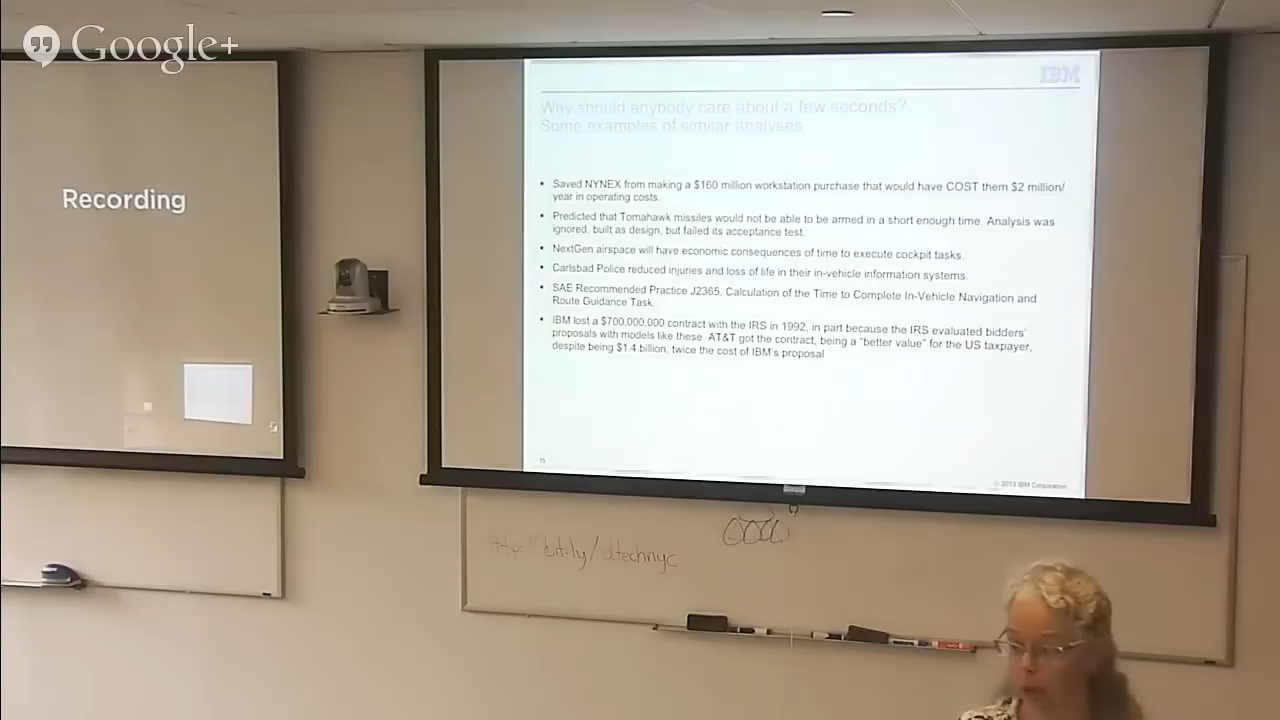 Google+
Recording
IBM
Why should anybody care about a few seconds?
Some examples of similar analyses.
• Saved NYNEX from making a $160 million workstation purchase that would have COST them $2 million/
year in operating costs.
• Predicted that Tomahawk missiles would not be able to be armed in a short enough time. Analysis was
ignored, built as design, but failed its acceptance test.
• NextGen airspace will have economic consequences of time to execute cockpit tasks.
• Carlsbad Police reduced injuries and loss of life in their in-vehicle information systems.
• SAE Recommended Practice J2365, Calculation of the Time to Complete In-Vehicle Navigation and
Route Guidance Task.
• IBM lost a $700,000,000 contract with the IRS in 1992, in part because the IRS evaluated bidders'
proposals with models like these. AT&T got the contract, being a "better value" for the US taxpayer,
despite being $1.4 billion, twice the cost of IBM's proposal
15
© 2013 IBM Corporation
http://bit.ly/dtechnyc